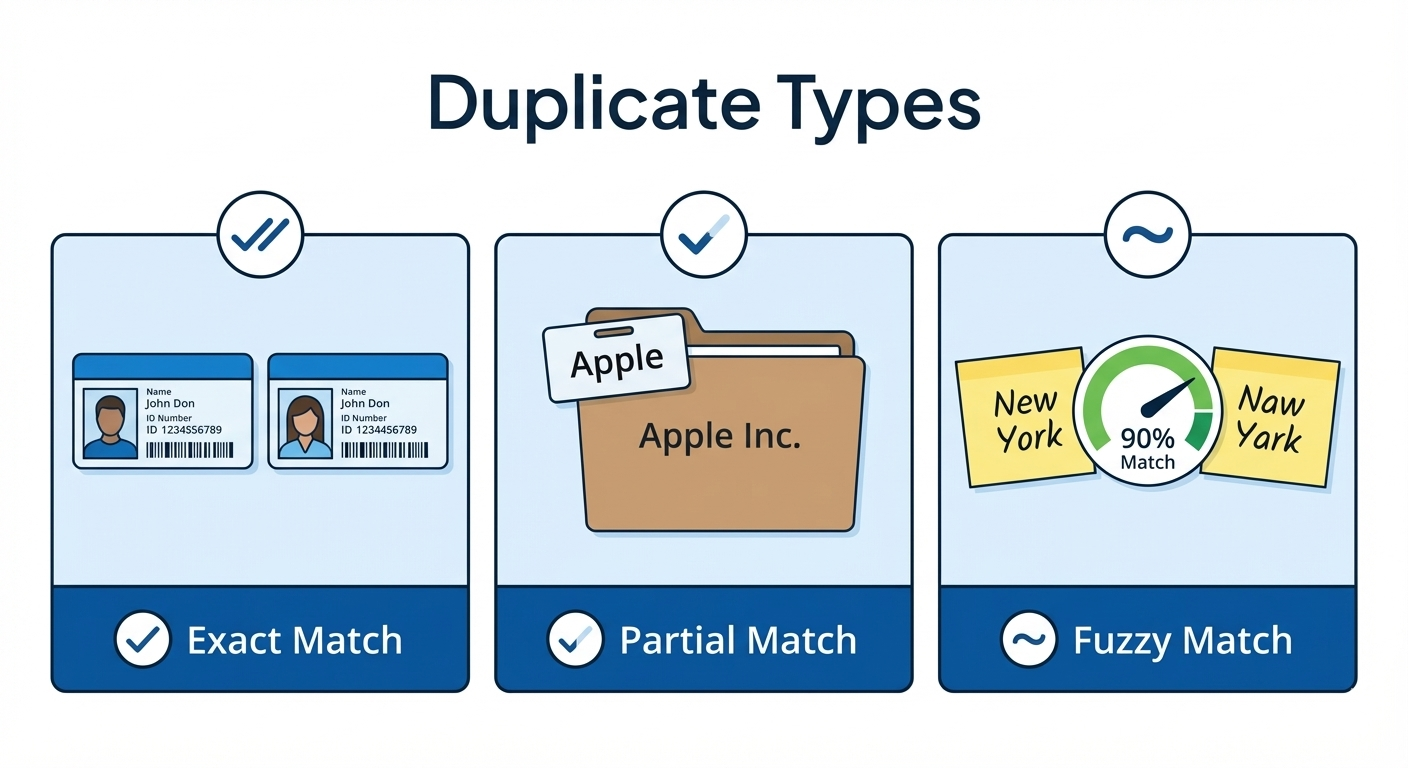 Duplicate Types
Name
John Don
ID Number
ID 1234SS6789
Name
John Don
ID Number
ID 1234456789
Exact Match
Apple
Apple Inc.
Partial Match
New
York
90%
Match
Naw
Yark
Fuzzy Match